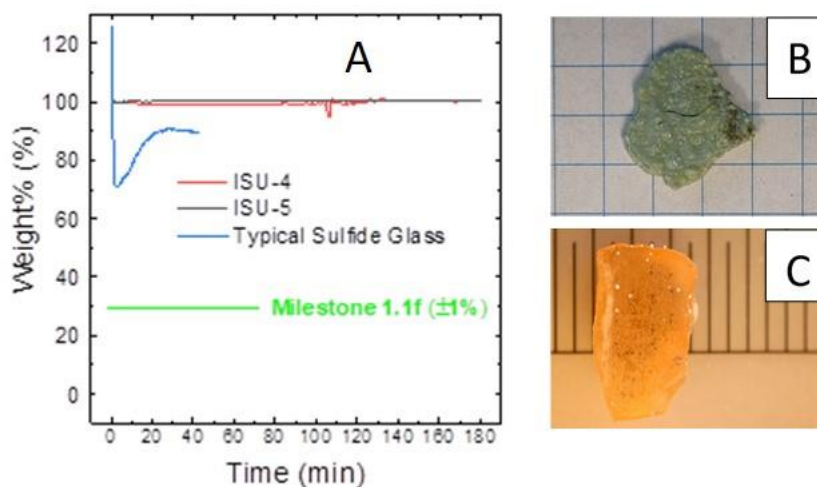 A
120
100
80
60
40
20
0
Weight% (%)
ISU-4
ISU-5
Typical Sulfide Glass
Milestone 1.1f (±1%)
0 20 40 60 80 100 120 140 160 180
Time (min)
B
C